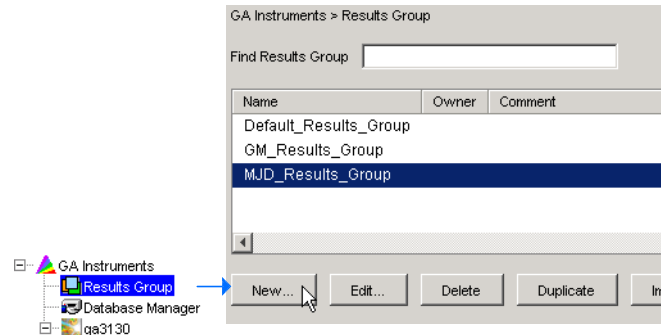 GA Instruments > Results Group
Find Results Group
Name Owner Comment
Default_Results_Group
GM_Results_Group
MJD_Results_Group
GA Instruments
Results Group
Database Manager
ga3130
New... Edit... Delete Duplicate